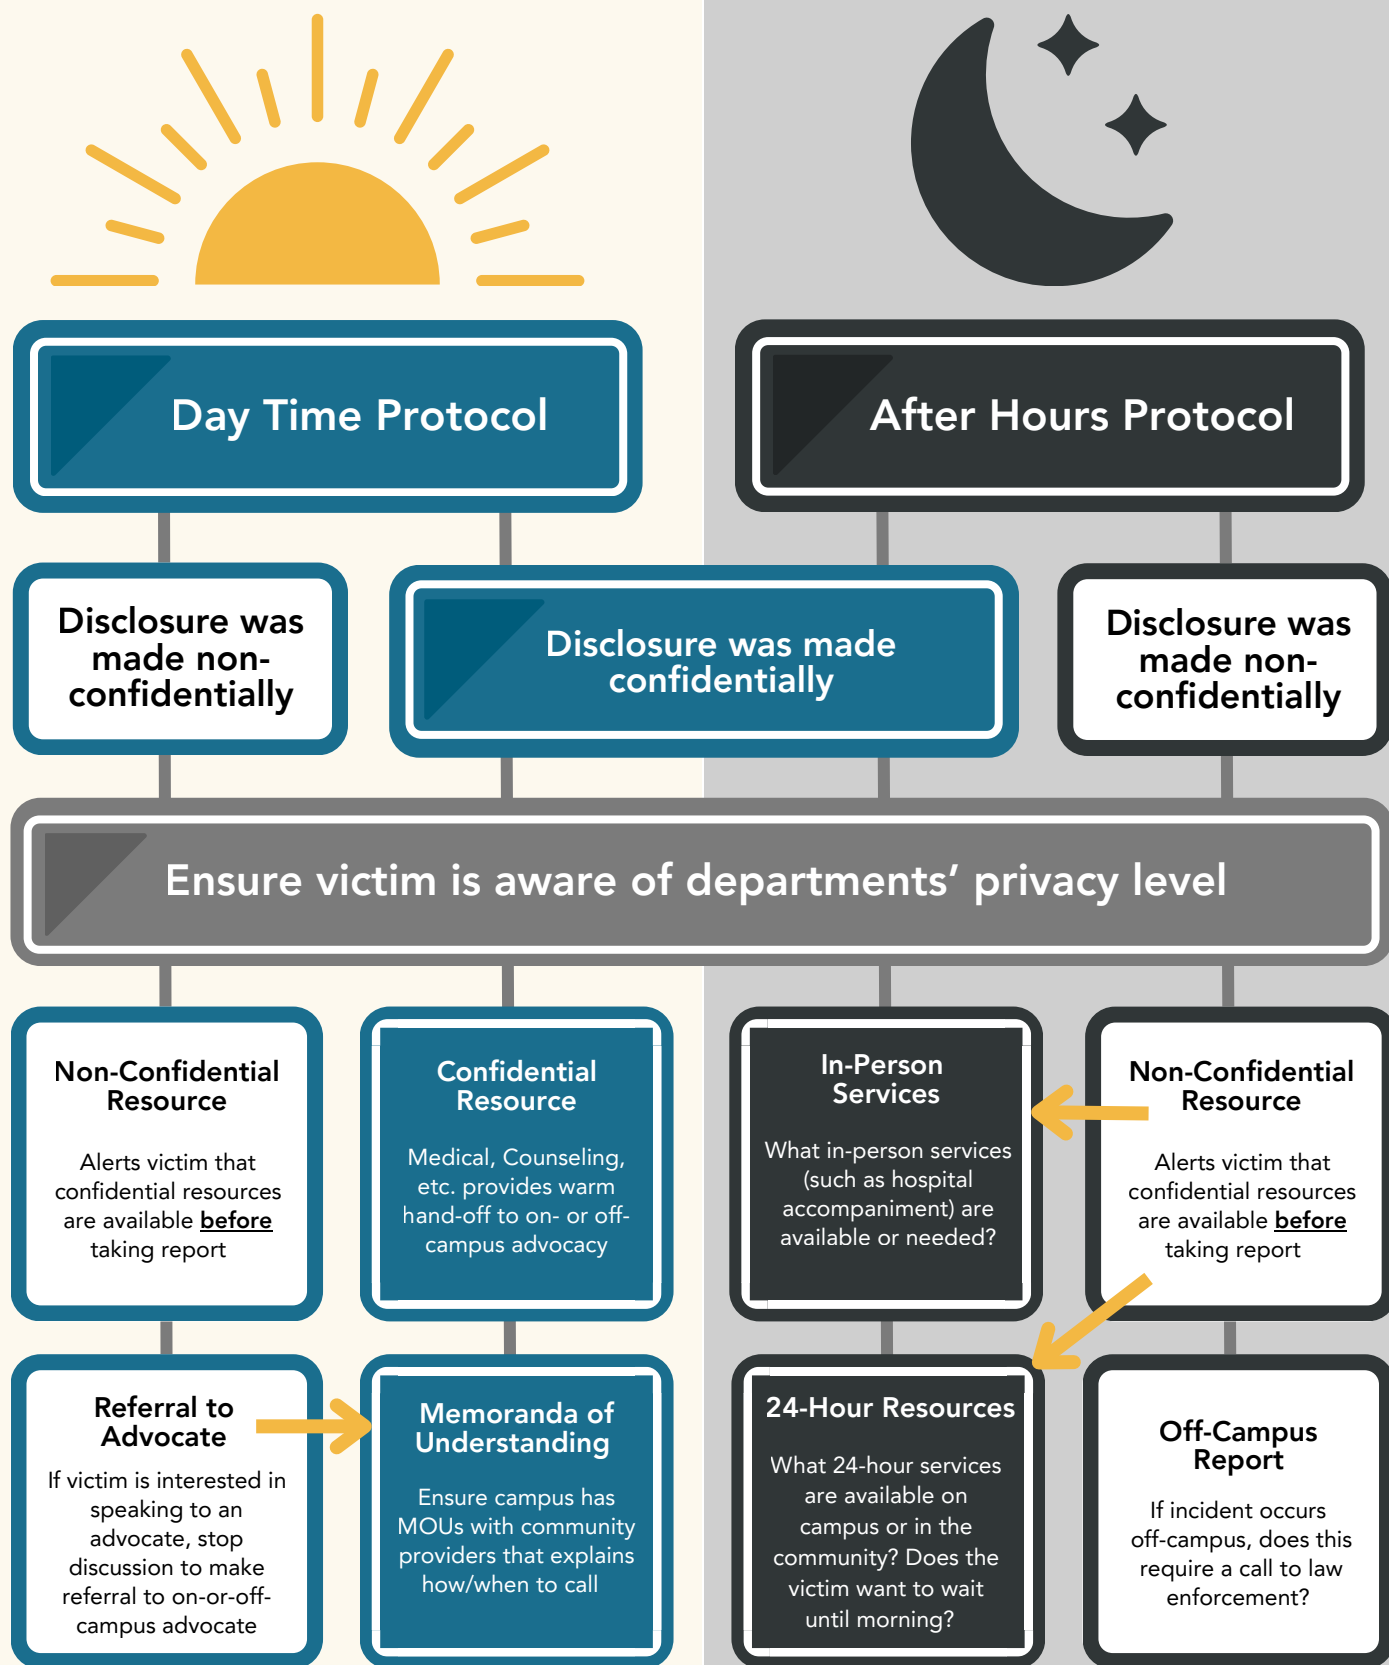 Day Time Protocol
After Hours Protocol
Disclosure was
made non-
confidentially
Disclosure was made
confidentially
Disclosure was
made non-
confidentially
Ensure victim is aware of departments’ privacy level
Non-Confidential
Resource
Alerts victim that
confidential resources
are available before
taking report
Confidential
Resource
Medical, Counseling,
etc. provides warm
hand-off to on- or off-
campus advocacy
In-Person
Services
What in-person services
(such as hospital
accompaniment) are
available or needed?
Non-Confidential
Resource
Alerts victim that
confidential resources
are available before
taking report
Referral to
Advocate
If victim is interested in
speaking to an
advocate, stop
discussion to make
referral to on-or-off-
campus advocate
Memoranda of
Understanding
Ensure campus has
MOUs with community
providers that explains
how/when to call
24-Hour Resources
What 24-hour services
are available on
campus or in the
community? Does the
victim want to wait
until morning?
Off-Campus
Report
If incident occurs
off-campus, does this
require a call to law
enforcement?